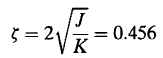 ζ = 2√(J/K) = 0.456